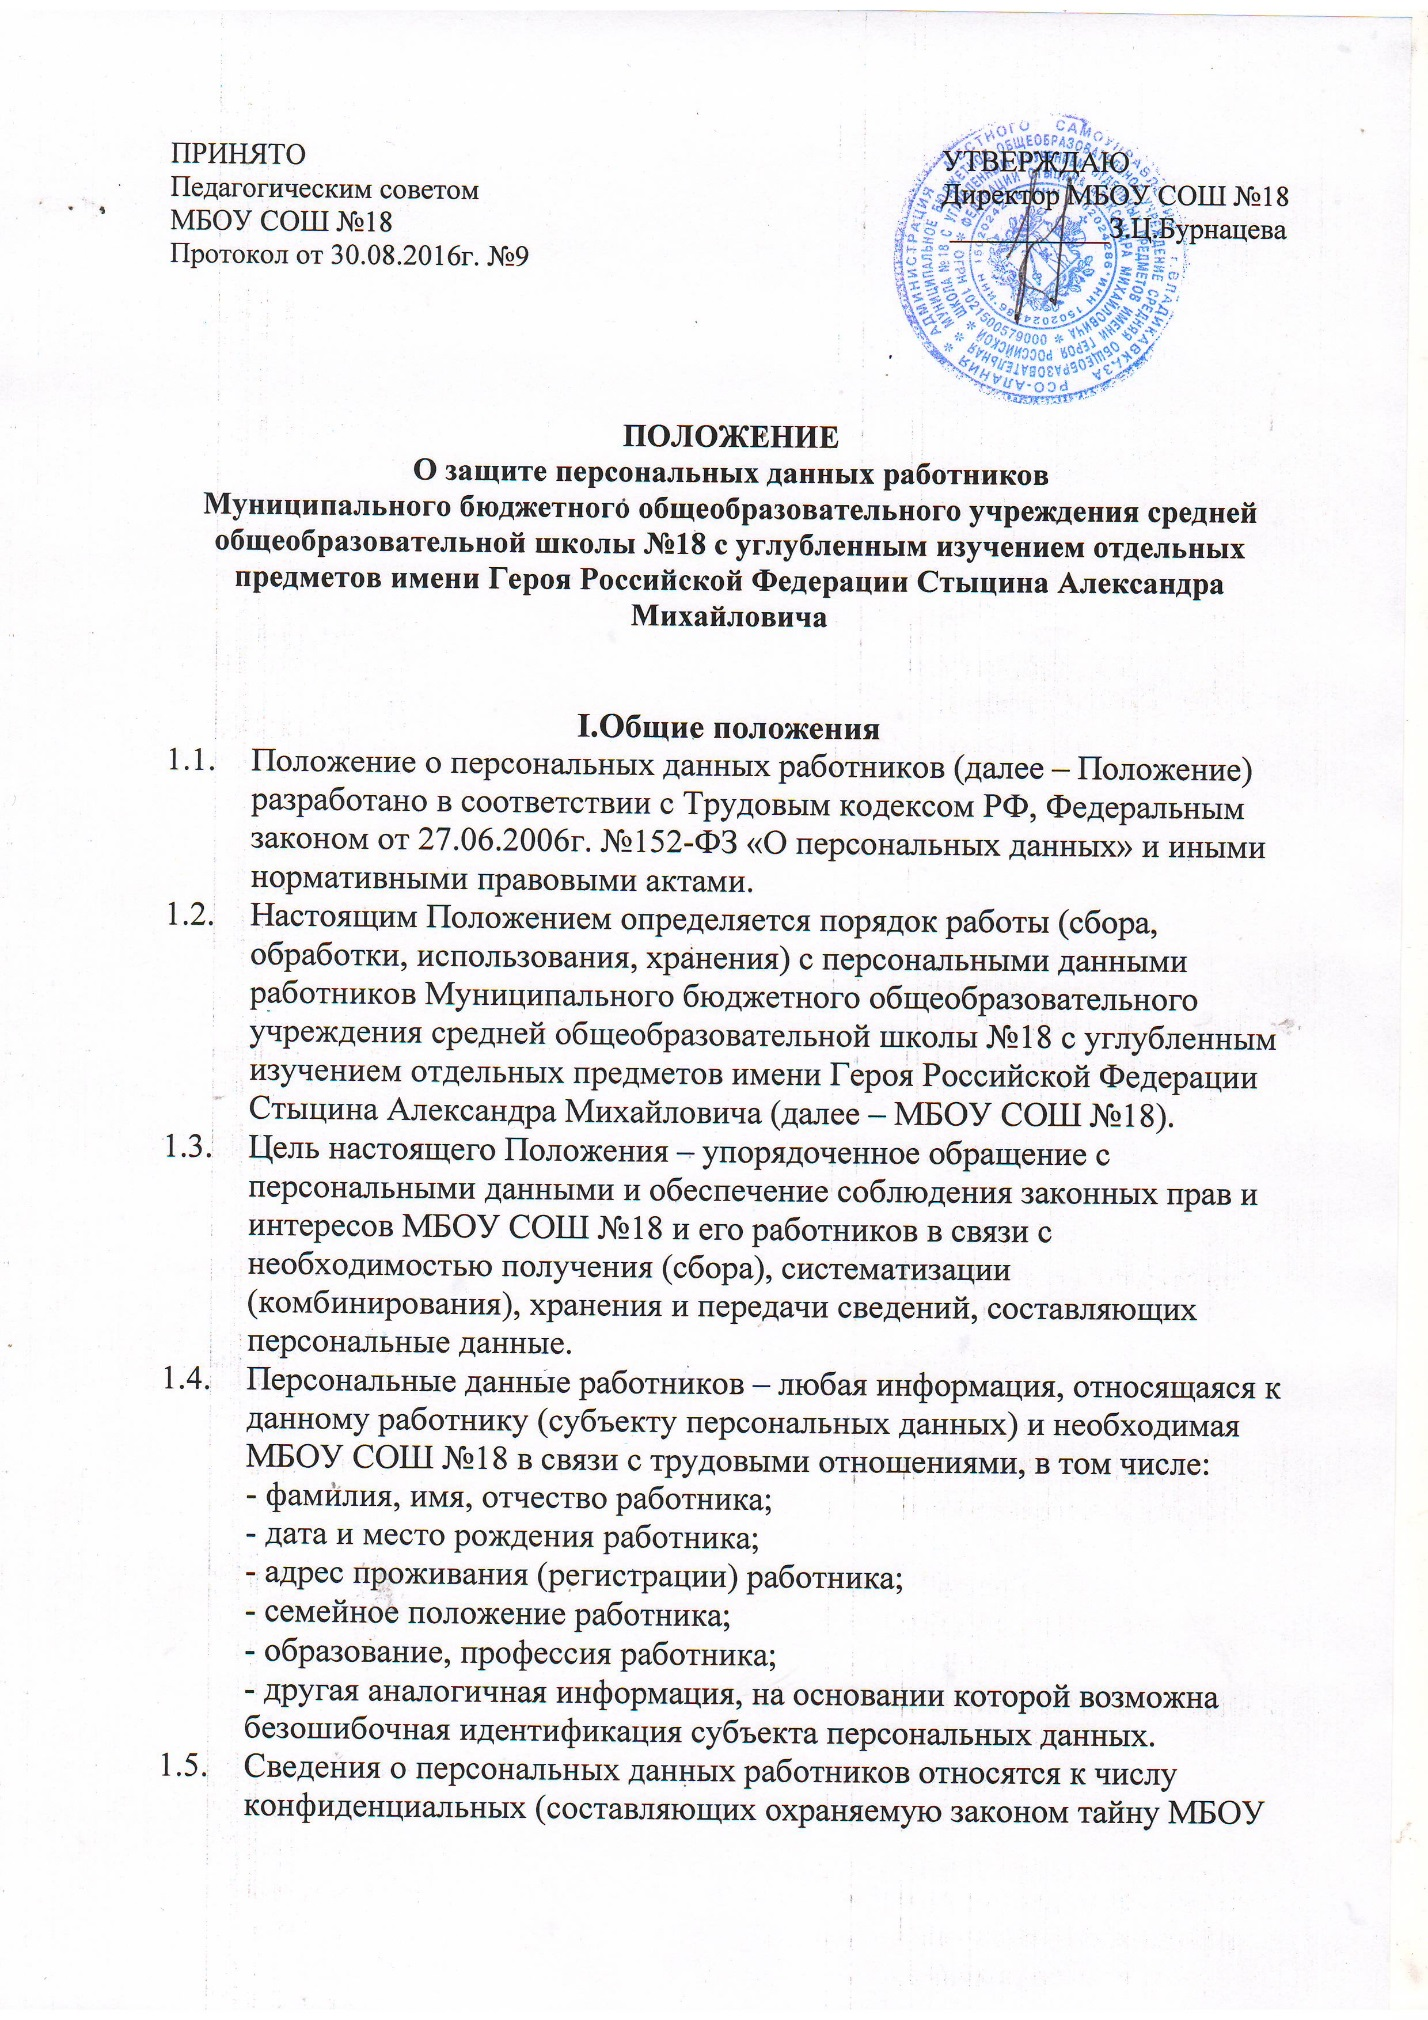 ПРИНЯТО
Педагогическим советом
МБОУ СОШ №18
Протокол от 30.08.2016г. №9
УТВЕРЖДАЮ
Директор МБОУ СОШ №18
____________З.Ц.Бурнацева
ПОЛОЖЕНИЕ
О защите персональных данных работников
Муниципального бюджетного общеобразовательного учреждения средней
общеобразовательной школы №18 с углубленным изучением отдельных
предметов имени Героя Российской Федерации Стыцина Александра
Михайловича
I.Общие положения
1.1. Положение о персональных данных работников (далее – Положение)
разработано в соответствии с Трудовым кодексом РФ, Федеральным
законом от 27.06.2006г. №152-ФЗ «О персональных данных» и иными
нормативными правовыми актами.
1.2. Настоящим Положением определяется порядок работы (сбора,
обработки, использования, хранения) с персональными данными
работников Муниципального бюджетного общеобразовательного
учреждения средней общеобразовательной школы №18 с углубленным
изучением отдельных предметов имени Героя Российской Федерации
Стыцина Александра Михайловича (далее – МБОУ СОШ №18).
1.3. Цель настоящего Положения – упорядоченное обращение с
персональными данными и обеспечение соблюдения законных прав и
интересов МБОУ СОШ №18 и его работников в связи с
необходимостью получения (сбора), систематизации
(комбинирования), хранения и передачи сведений, составляющих
персональные данные.
1.4. Персональные данные работников – любая информация, относящаяся к
данному работнику (субъекту персональных данных) и необходимая
МБОУ СОШ №18 в связи с трудовыми отношениями, в том числе:
- фамилия, имя, отчество работника;
- дата и место рождения работника;
- адрес проживания (регистрации) работника;
- семейное положение работника;
- образование, профессия работника;
- другая аналогичная информация, на основании которой возможна
безошибочная идентификация субъекта персональных данных.
1.5. Сведения о персональных данных работников относятся к числу
конфиденциальных (составляющих охраняемую законом тайну МБОУ